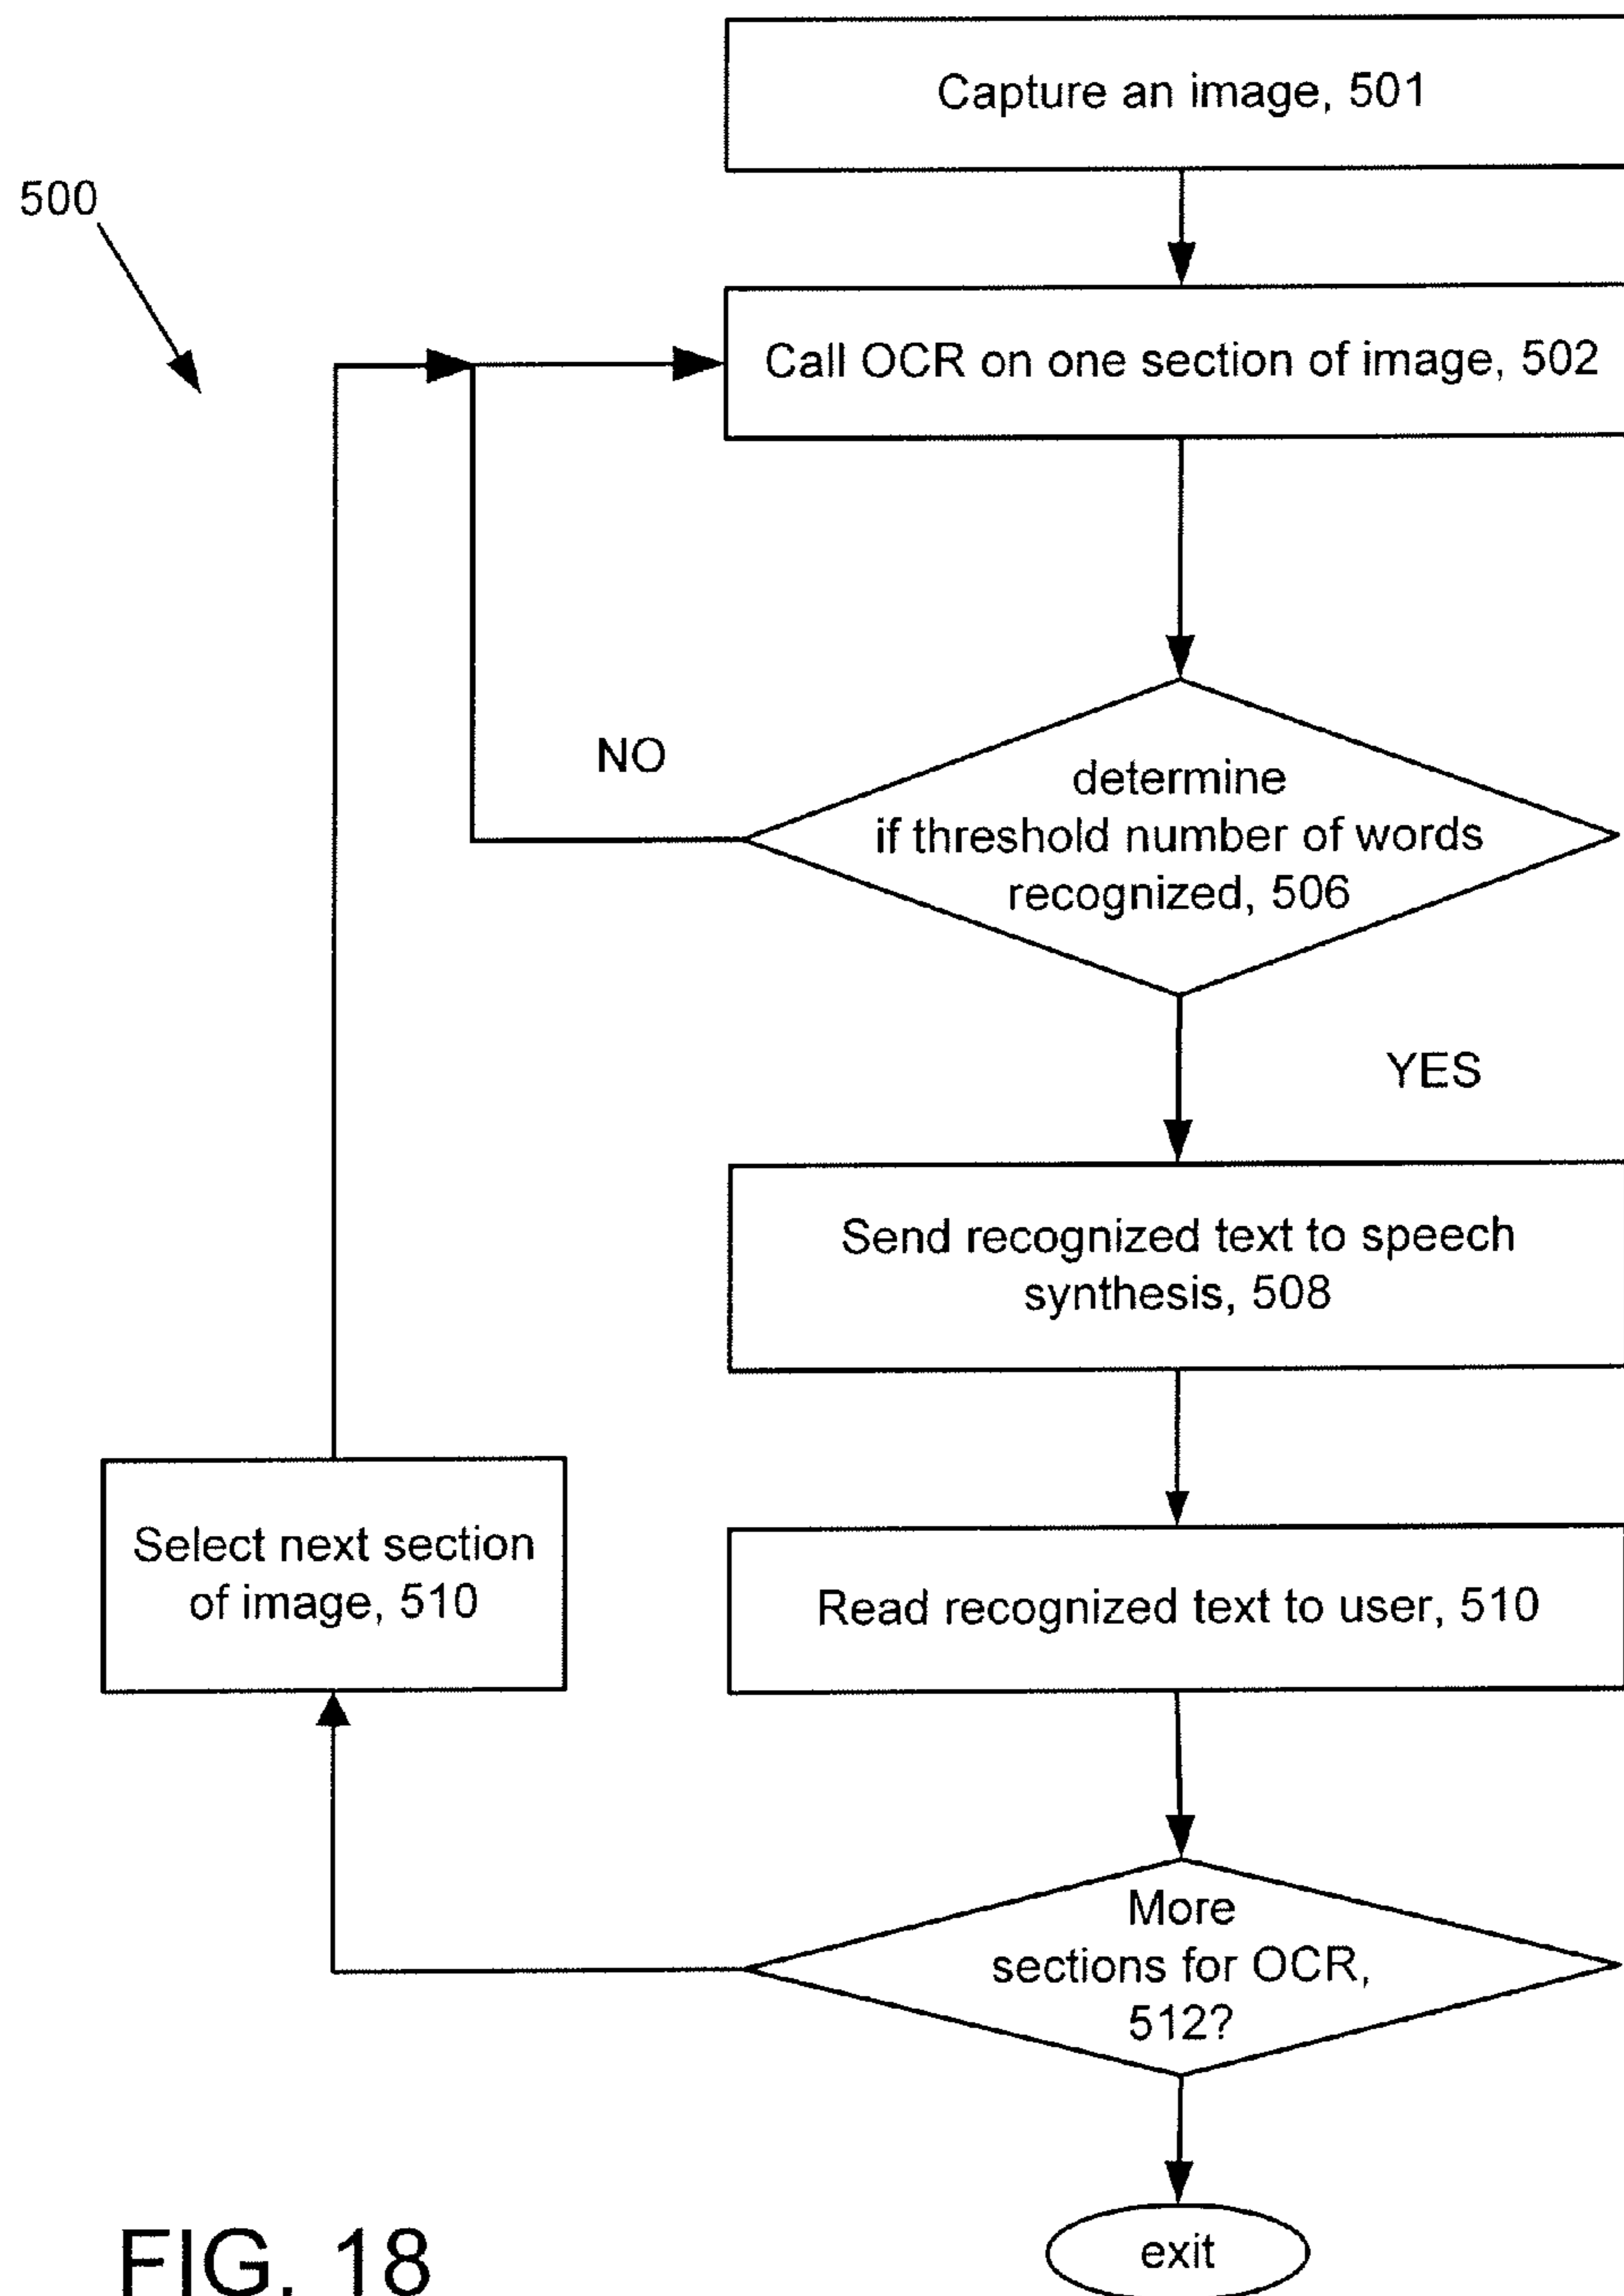 Capture an image, 501
500
Call OCR on one section of image, 502
NO
determine
if threshold number of words
recognized, 506
YES
Send recognized text to speech
synthesis, 508
Select next section
of image, 510
Read recognized text to user, 510
More
sections for OCR,
512?
exit
FIG. 18